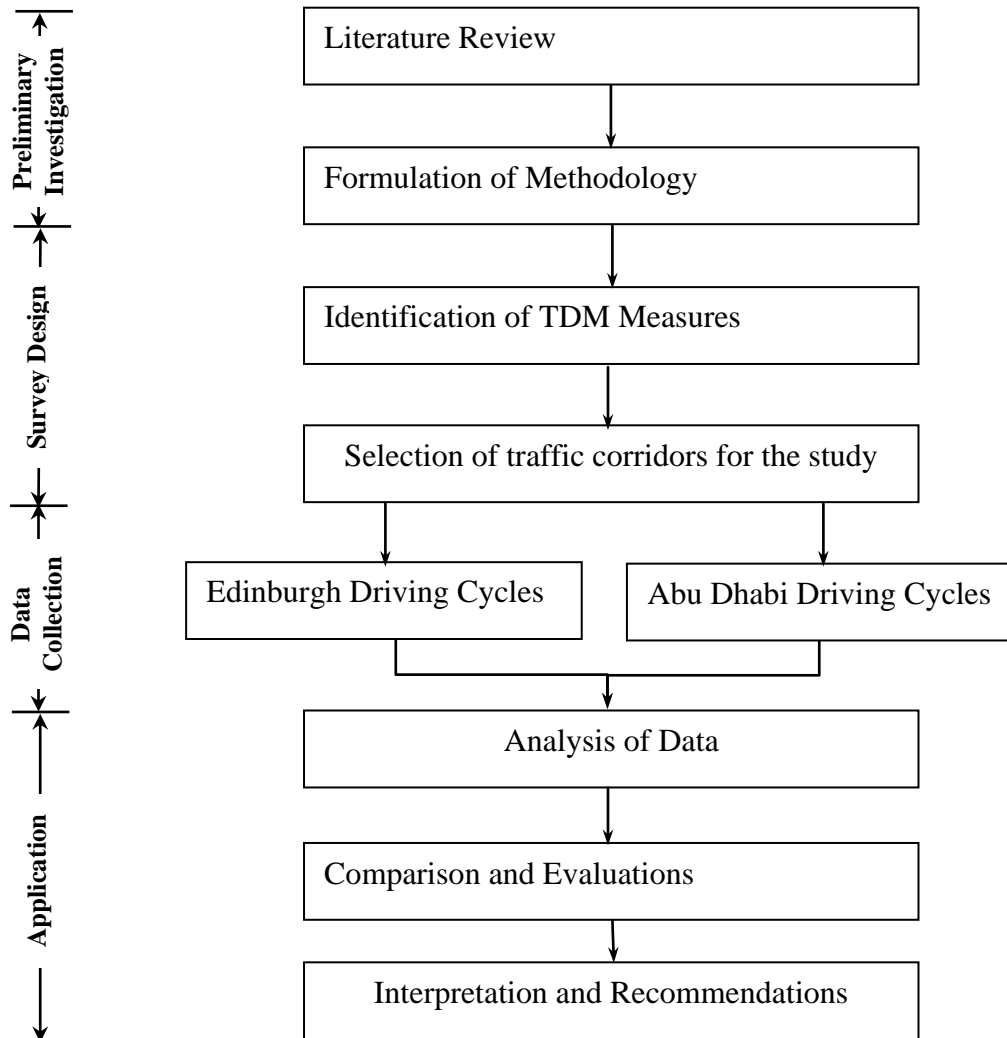 Preliminary
Investigation
Literature Review
Formulation of Methodology
Survey Design
Identification of TDM Measures
Selection of traffic corridors for the study
Data
Collection
Edinburgh Driving Cycles
Abu Dhabi Driving Cycles
Application
Analysis of Data
Comparison and Evaluations
Interpretation and Recommendations